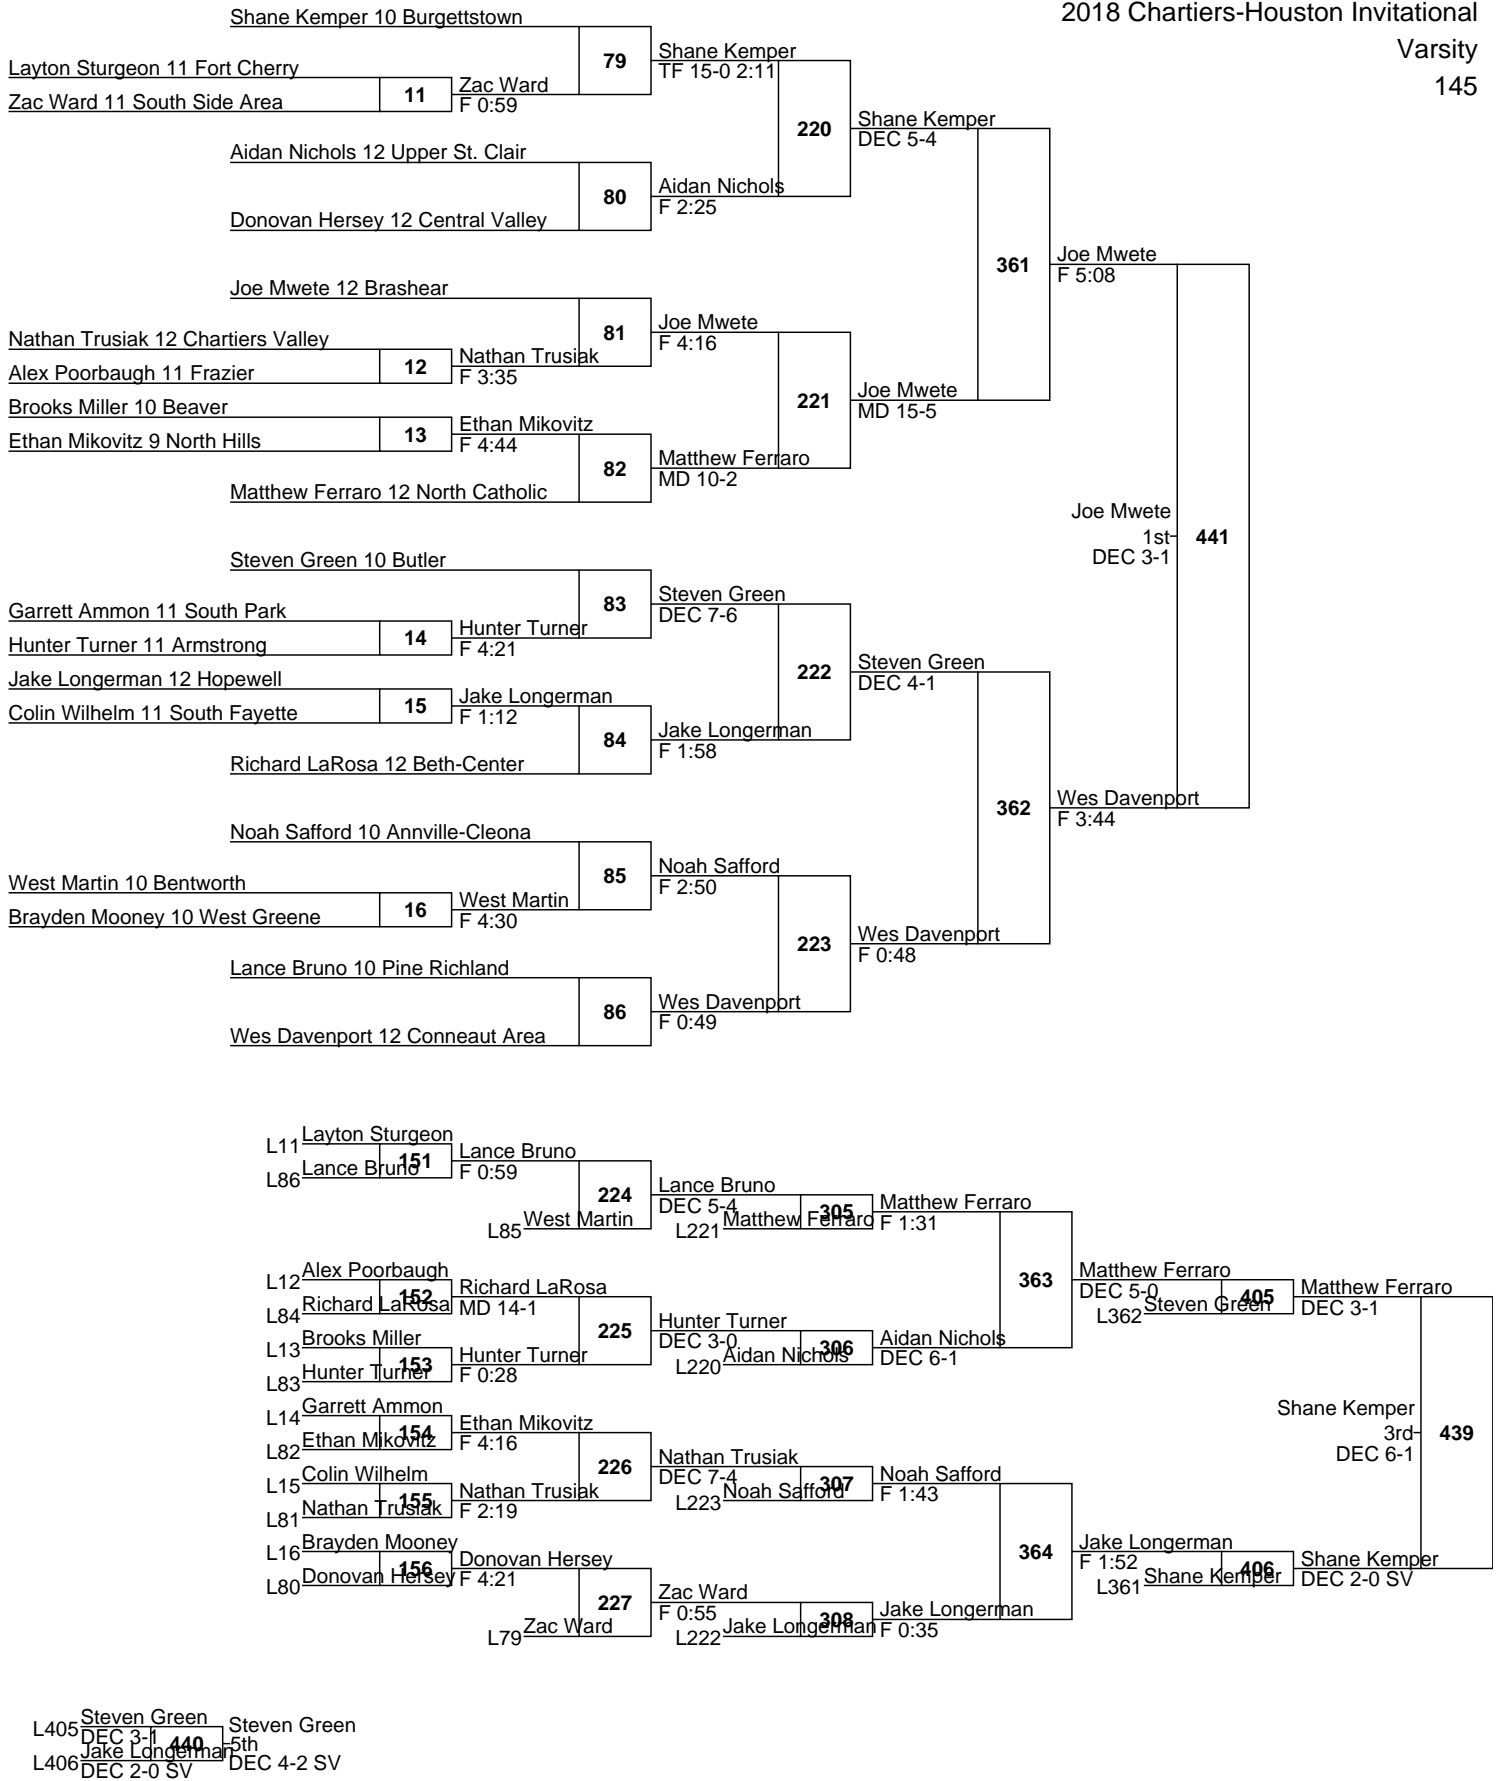 2018 Chartiers-Houston Invitational
Varsity
145
Shane Kemper 10 Burgettstown
79
Shane Kemper
TF 15-0 2:11
Layton Sturgeon 11 Fort Cherry
11
Zac Ward
F 0:59
Zac Ward 11 South Side Area
220
Shane Kemper
DEC 5-4
Aidan Nichols 12 Upper St. Clair
80
Aidan Nichols
F 2:25
Donovan Hersey 12 Central Valley
361
Joe Mwete
F 5:08
Joe Mwete 12 Brashear
81
Joe Mwete
F 4:16
Nathan Trusiak 12 Chartiers Valley
12
Nathan Trusiak
F 3:35
Alex Poorbaugh 11 Frazier
221
Joe Mwete
MD 15-5
Brooks Miller 10 Beaver
13
Ethan Mikovitz
F 4:44
Ethan Mikovitz 9 North Hills
82
Matthew Ferraro
MD 10-2
Matthew Ferraro 12 North Catholic
Joe Mwete
1st
DEC 3-1
441
Steven Green 10 Butler
83
Steven Green
DEC 7-6
Garrett Ammon 11 South Park
14
Hunter Turner
F 4:21
Hunter Turner 11 Armstrong
222
Steven Green
DEC 4-1
Jake Longerman 12 Hopewell
15
Jake Longerman
F 1:12
Colin Wilhelm 11 South Fayette
84
Jake Longerman
F 1:58
Richard LaRosa 12 Beth-Center
362
Wes Davenport
F 3:44
Noah Safford 10 Annville-Cleona
85
Noah Safford
F 2:50
West Martin 10 Bentworth
16
West Martin
F 4:30
Brayden Mooney 10 West Greene
223
Wes Davenport
F 0:48
Lance Bruno 10 Pine Richland
86
Wes Davenport
F 0:49
Wes Davenport 12 Conneaut Area
L11 Layton Sturgeon
151
Lance Bruno
F 0:59
L86 Lance Bruno
224
Lance Bruno
DEC 5-4
L85 West Martin
305
Matthew Ferraro
F 1:31
L221 Matthew Ferraro
L12 Alex Poorbaugh
152
Richard LaRosa
MD 14-1
L84 Richard LaRosa
363
Matthew Ferraro
DEC 5-0
405
Matthew Ferraro
DEC 3-1
L362 Steven Green
L13 Brooks Miller
153
Hunter Turner
F 0:28
L83 Hunter Turner
225
Hunter Turner
DEC 3-0
306
Aidan Nichols
DEC 6-1
L220 Aidan Nichols
L14 Garrett Ammon
154
Ethan Mikovitz
F 4:16
L82 Ethan Mikovitz
Shane Kemper
3rd
DEC 6-1
439
226
Nathan Trusiak
DEC 7-4
307
Noah Safford
F 1:43
L223 Noah Safford
L15 Colin Wilhelm
155
Nathan Trusiak
F 2:19
L81 Nathan Trusiak
L16 Brayden Mooney
156
Donovan Hersey
F 4:21
L80 Donovan Hersey
364
Jake Longerman
F 1:52
406
Shane Kemper
DEC 2-0 SV
L361 Shane Kemper
227
Zac Ward
F 0:55
308
Jake Longerman
F 0:35
L79 Zac Ward
L222 Jake Longerman
L405 Steven Green
DEC 3-1
440
Steven Green
5th
DEC 4-2 SV
L406 Jake Longerman
DEC 2-0 SV